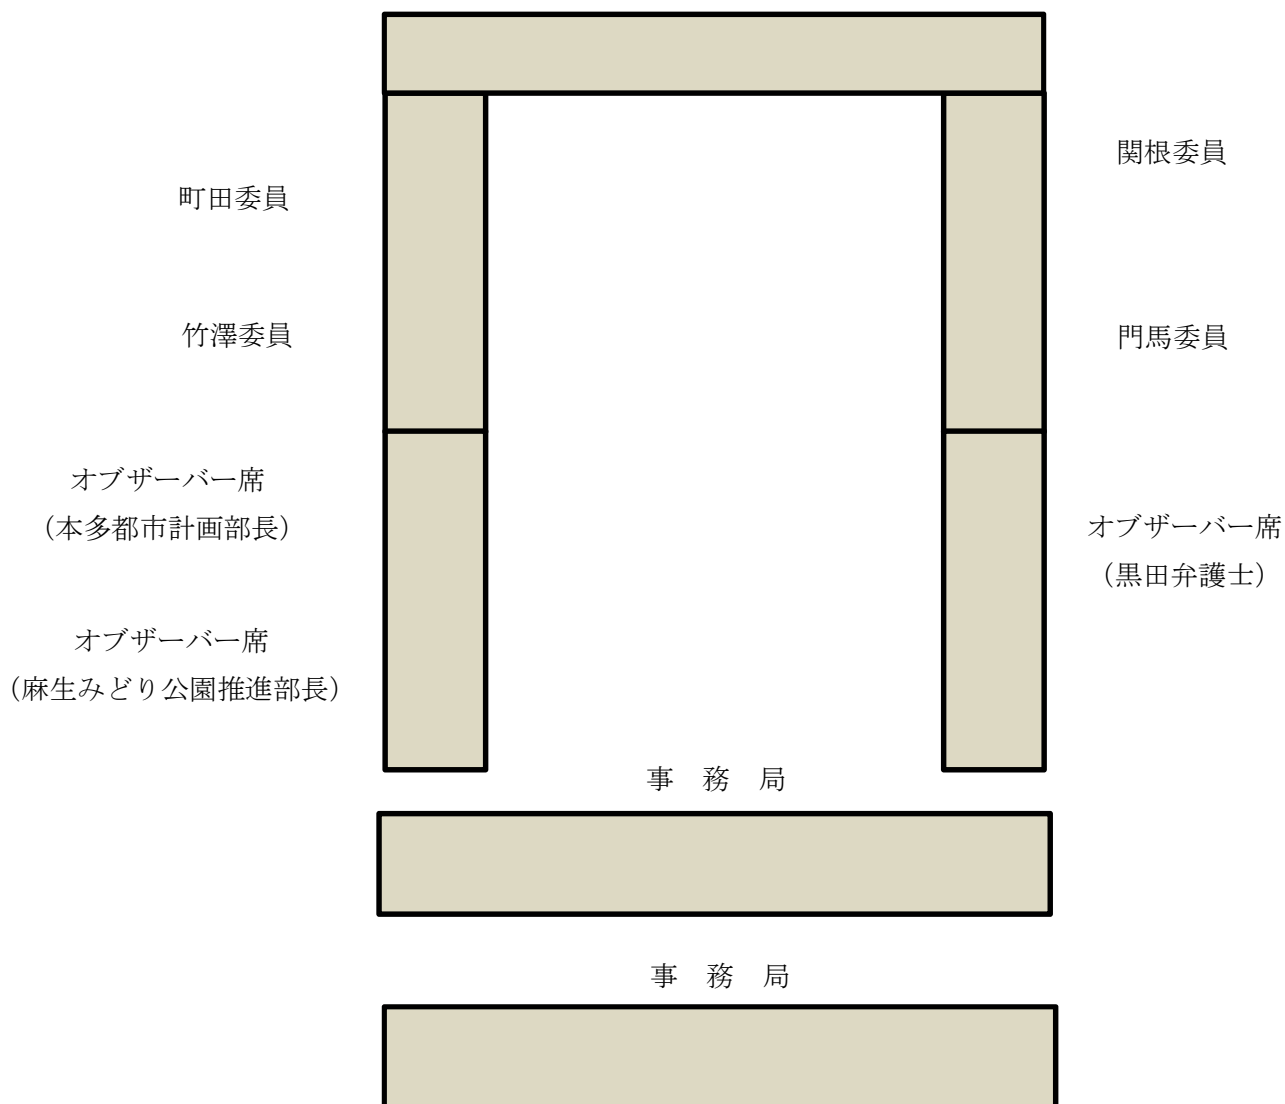 関根委員
町田委員
竹澤委員
門馬委員
オブザーバー席
（本多都市計画部長）
オブザーバー席
（黒田弁護士）
オブザーバー席
（麻生みどり公園推進部長）
事　務　局
事　務　局